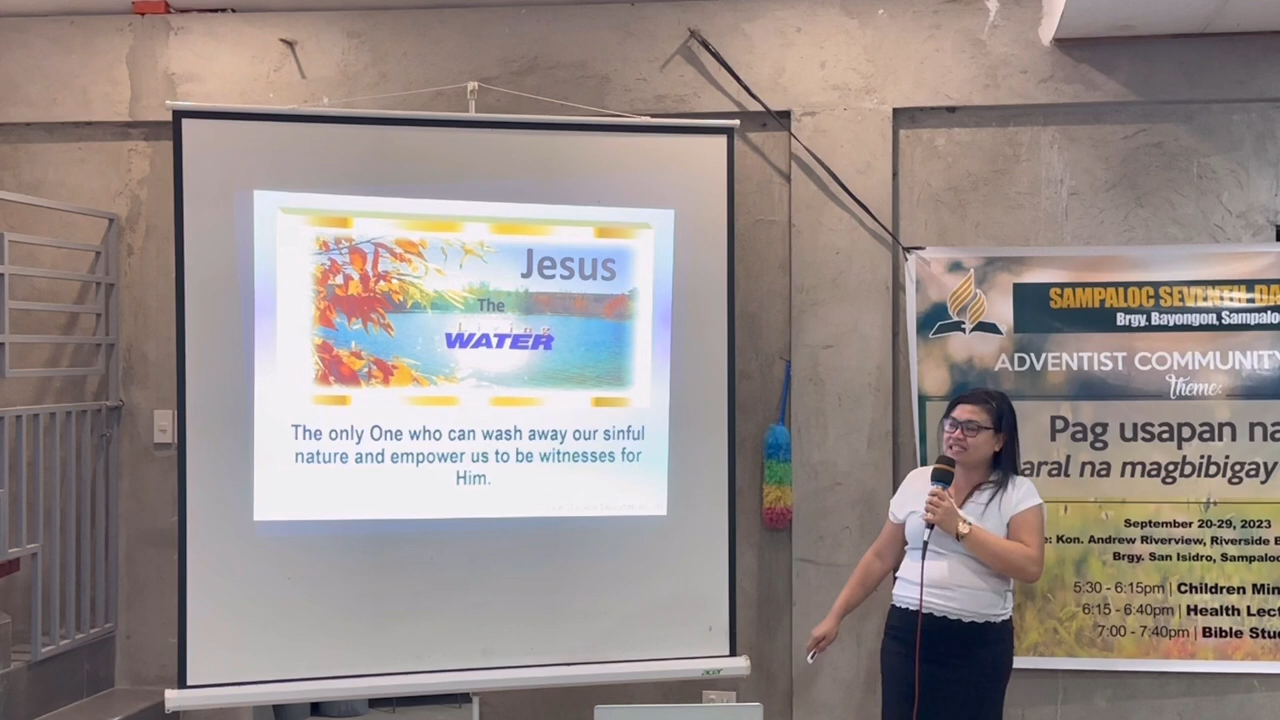 Jesus
The
Living
WATER
The only One who can wash away our sinful
nature and empower us to be witnesses for
Him.
acer
SAMPALOC SEVENTH-DA
Brgy. Bayongon, Sampaloc
ADVENTIST COMMUNITY
theme:
Pag usapan na
aral na magbibigay
September 20-29, 2023
e: Kon. Andrew Riverview, Riverside B
Brgy. San Isidro, Sampaloc
5:30 - 6:15pm | Children Min
6:15 - 6:40pm | Health Lect
7:00 - 7:40pm | Bible Stu